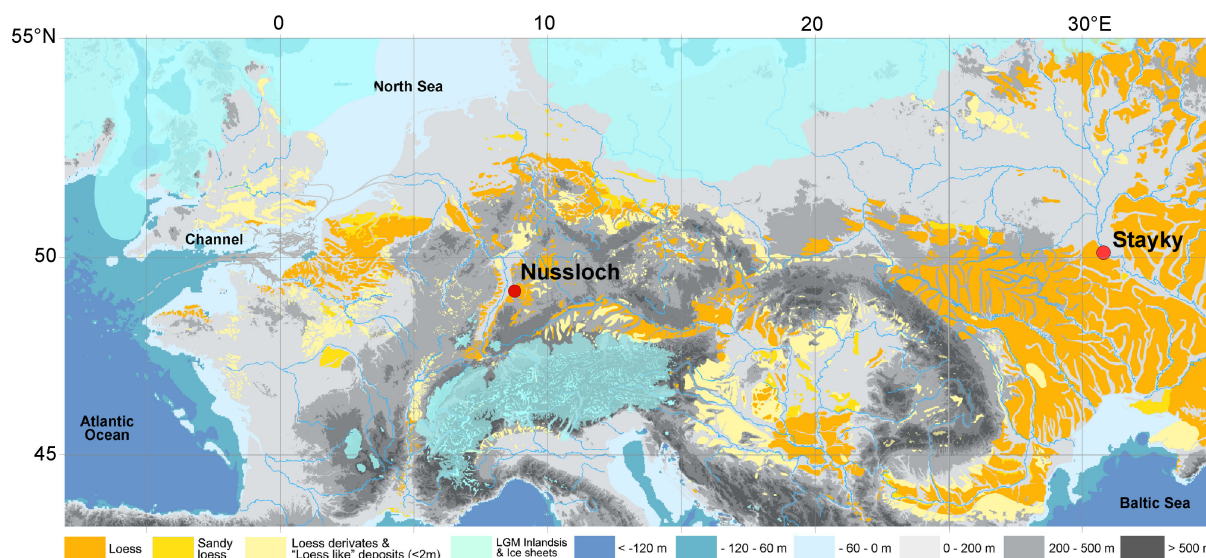 0 10 20 30°E
55°N
North Sea
Channel
50
Stayky
Nussloch
Atlantic
Ocean
45
Baltic Sea
Loess
Sandy
loess
Loess derivates &
"Loess like" deposits (<2m)
LGM Inlandsis
& Ice sheets
< -120 m
- 120 - 60 m
- 60 - 0 m
0 - 200 m
200 - 500 m
> 500 m